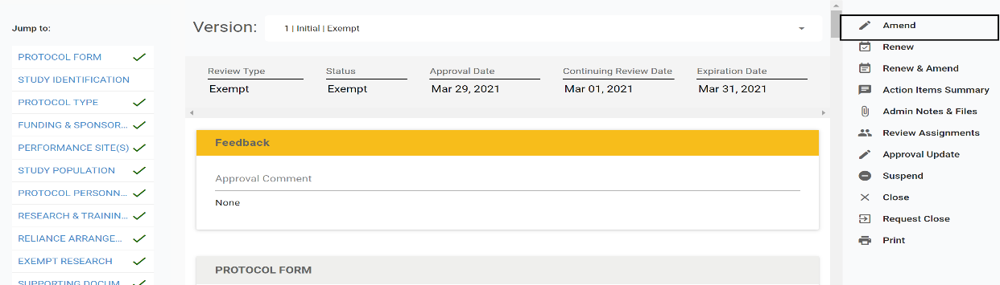 Jump to:
PROTOCOL FORM
STUDY IDENTIFICATION
PROTOCOL TYPE
FUNDING & SPONSOR...
PERFORMANCE SITE(S)
STUDY POPULATION
PROTOCOL PERSONN...
RESEARCH & TRAININ...
RELIANCE ARRANGE...
EXEMPT RESEARCH
SUPPORTING DOCUM...
Version: 1 | Initial | Exempt
Review Type Status Approval Date Continuing Review Date Expiration Date
Exempt Exempt Mar 29, 2021 Mar 01, 2021 Mar 31, 2021
Feedback
Approval Comment
None
PROTOCOL FORM
Amend
Renew
Renew & Amend
Action Items Summary
Admin Notes & Files
Review Assignments
Approval Update
Suspend
Close
Request Close
Print